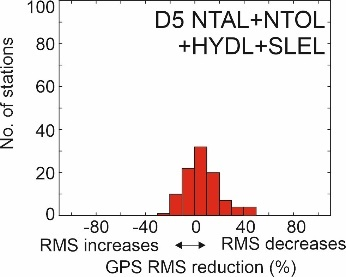 D5 NTAL+NTOL
+HYDL+SLEL
No. of stations
100
80
60
40
20
0
-80 -40 0 40 80
RMS increases ↔ RMS decreases
GPS RMS reduction (%)